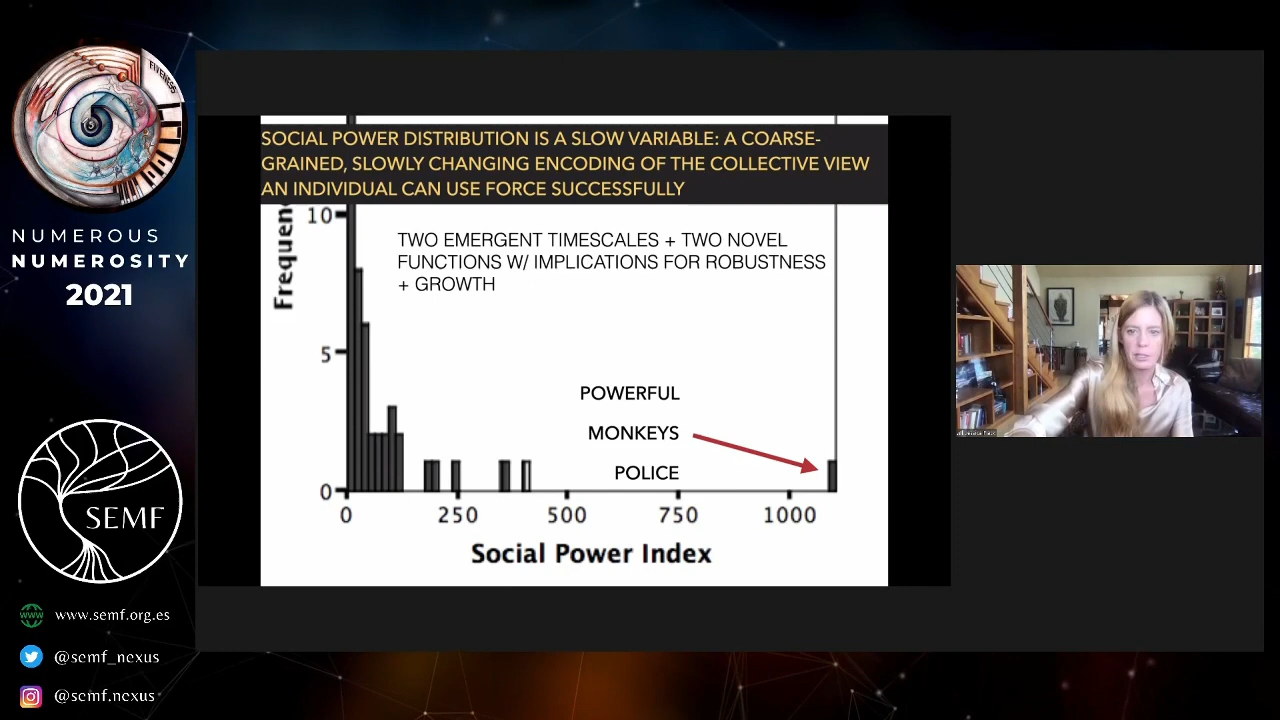 FIVENESS
NUMEROUS
NUMEROSITY
2021
SEMF
www
www.semf.org.es
@semf_nexus
@semf.nexus
SOCIAL POWER DISTRIBUTION IS A SLOW VARIABLE: A COARSE-
GRAINED, SLOWLY CHANGING ENCODING OF THE COLLECTIVE VIEW
AN INDIVIDUAL CAN USE FORCE SUCCESSFULLY
TWO EMERGENT TIMESCALES + TWO NOVEL
FUNCTIONS W/ IMPLICATIONS FOR ROBUSTNESS
+ GROWTH
Frequen
10
5
0
POWERFUL
MONKEYS
POLICE
0 250 500 750 1000
Social Power Index